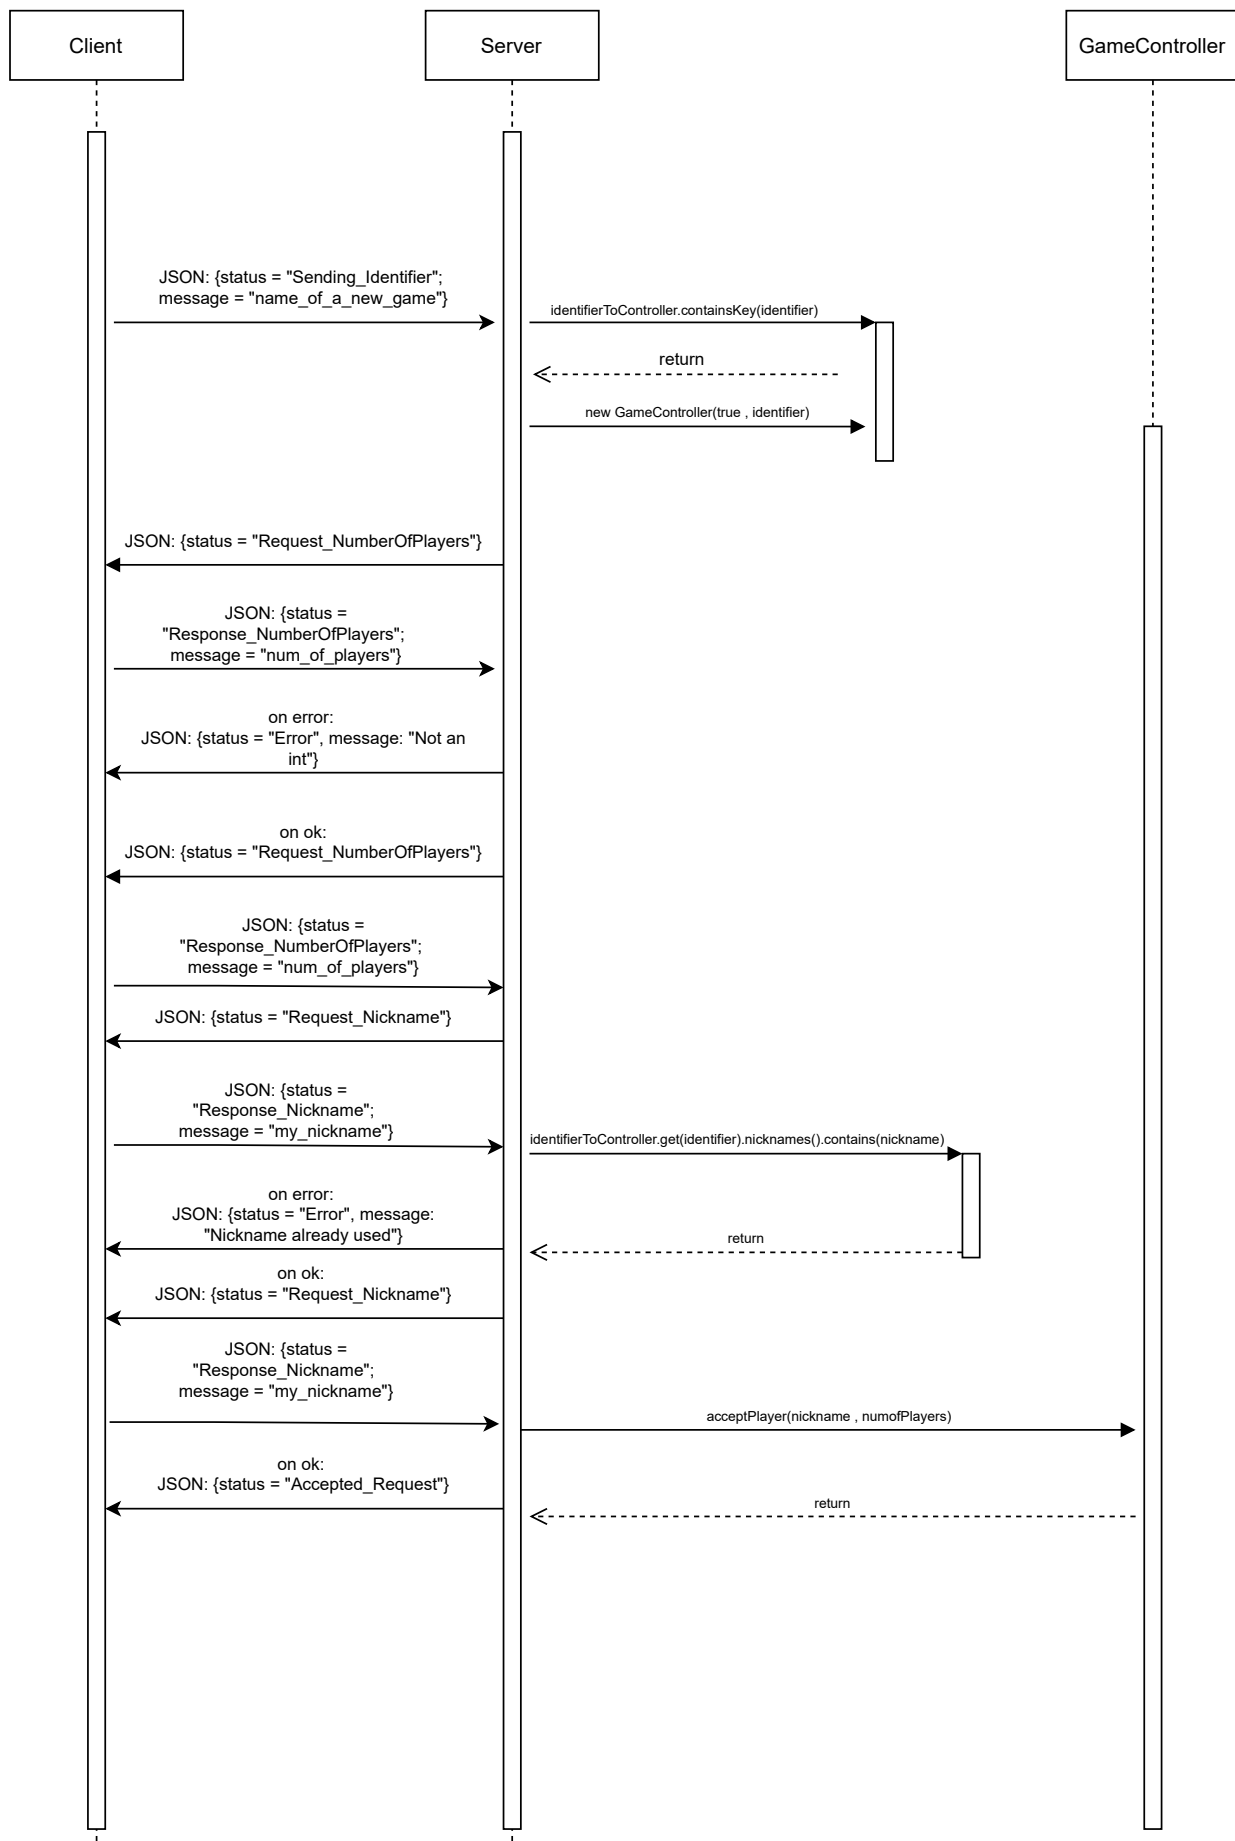 Client
Server
GameController
JSON: {status = "Sending_Identifier";
message = "name_of_a_new_game"}
identifierToController.containsKey(identifier)
return
new GameController(true , identifier)
JSON: {status = "Request_NumberOfPlayers"}
JSON: {status =
"Response_NumberOfPlayers";
message = "num_of_players"}
on error:
JSON: {status = "Error", message: "Not an
int"}
on ok:
JSON: {status = "Request_NumberOfPlayers"}
JSON: {status =
"Response_NumberOfPlayers";
message = "num_of_players"}
JSON: {status = "Request_Nickname"}
JSON: {status =
"Response_Nickname";
message = "my_nickname"}
identifierToController.get(identifier).nicknames().contains(nickname)
on error:
JSON: {status = "Error", message:
"Nickname already used"}
return
on ok:
JSON: {status = "Request_Nickname"}
JSON: {status =
"Response_Nickname";
message = "my_nickname"}
acceptPlayer(nickname , numofPlayers)
on ok:
JSON: {status = "Accepted_Request"}
return